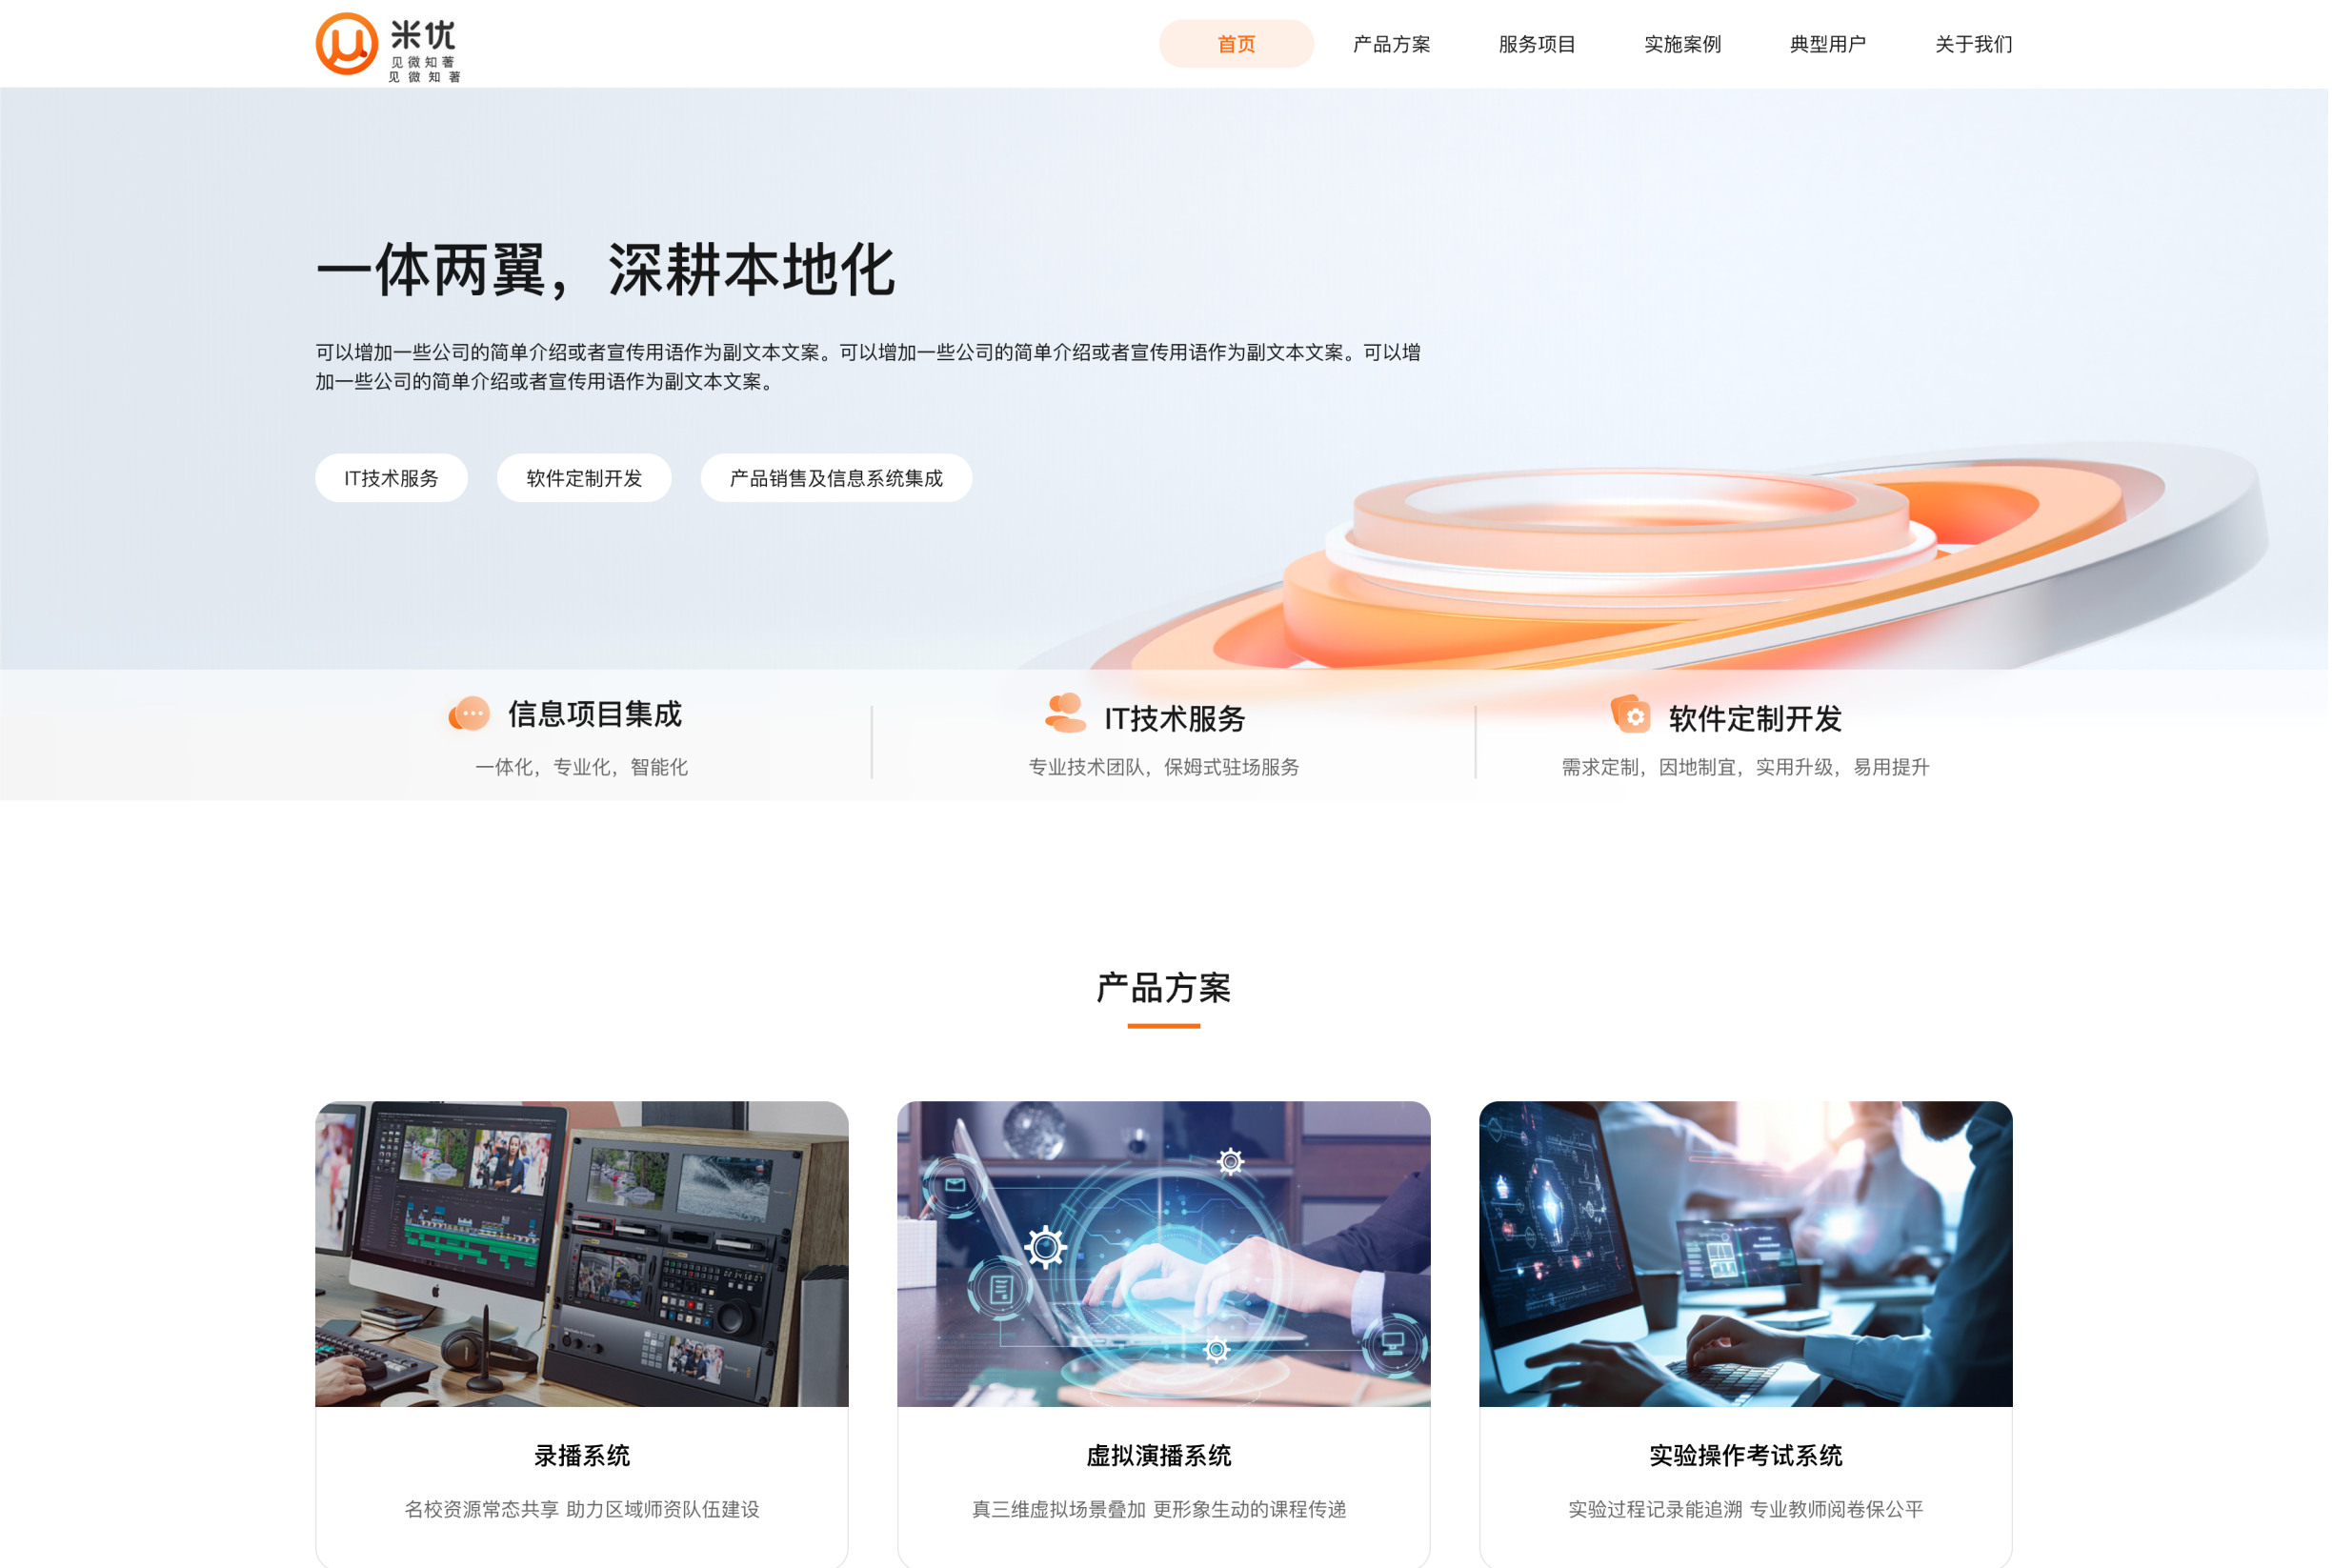 米优
见微知著
见微知著
首页
产品方案
服务项目
实施案例
典型用户
关于我们
一体两翼，深耕本地化
可以增加一些公司的简单介绍或者宣传用语作为副文本文案。可以增加一些公司的简单介绍或者宣传用语作为副文本文案。可以增
加一些公司的简单介绍或者宣传用语作为副文本文案。
IT技术服务
软件定制开发
产品销售及信息系统集成
信息项目集成
一体化，专业化，智能化
IT技术服务
专业技术团队，保姆式驻场服务
软件定制开发
需求定制，因地制宜，实用升级，易用提升
产品方案
录播系统
名校资源常态共享 助力区域师资队伍建设
虚拟演播系统
真三维虚拟场景叠加 更形象生动的课程传递
实验操作考试系统
实验过程记录能追溯 专业教师阅卷保公平